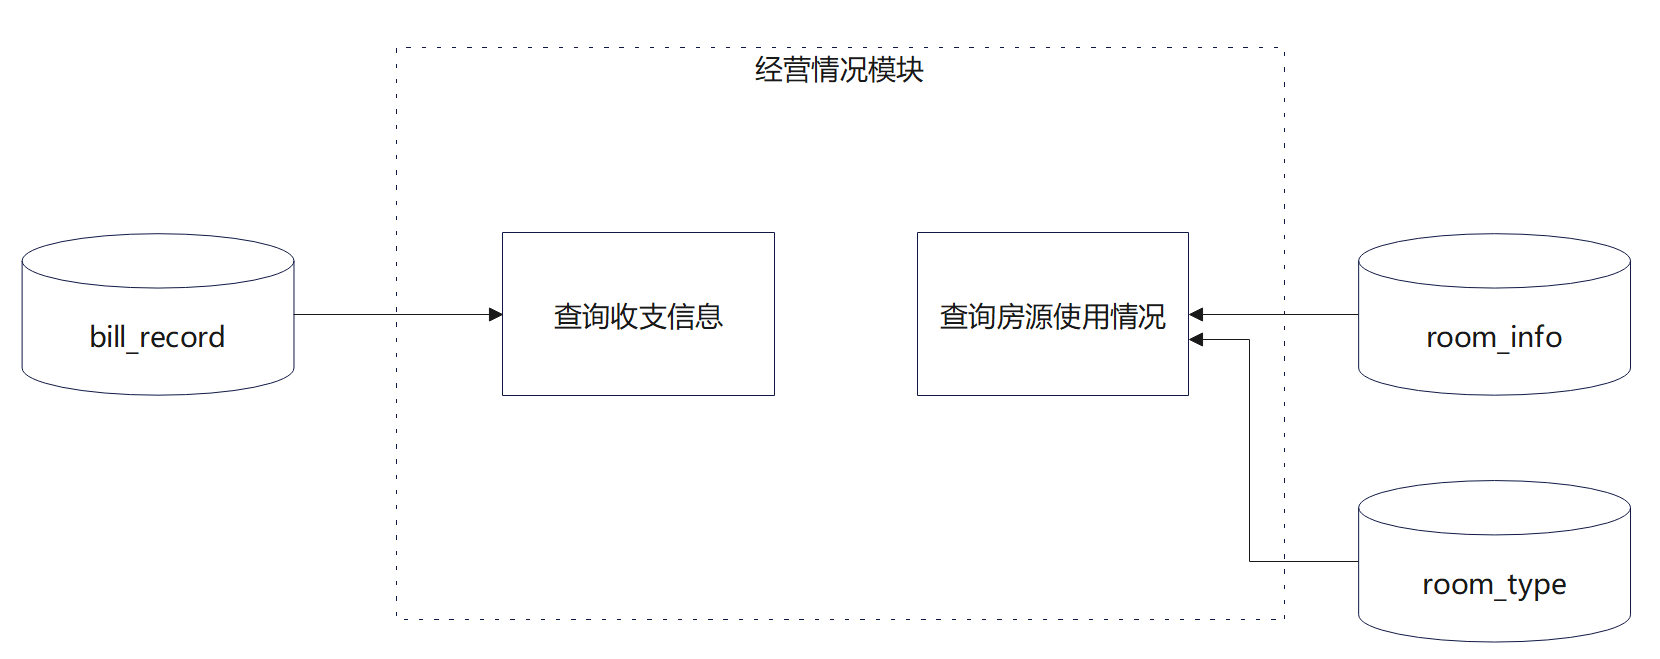 经营情况模块
bill_record
查询收支信息
查询房源使用情况
room_info
room_type